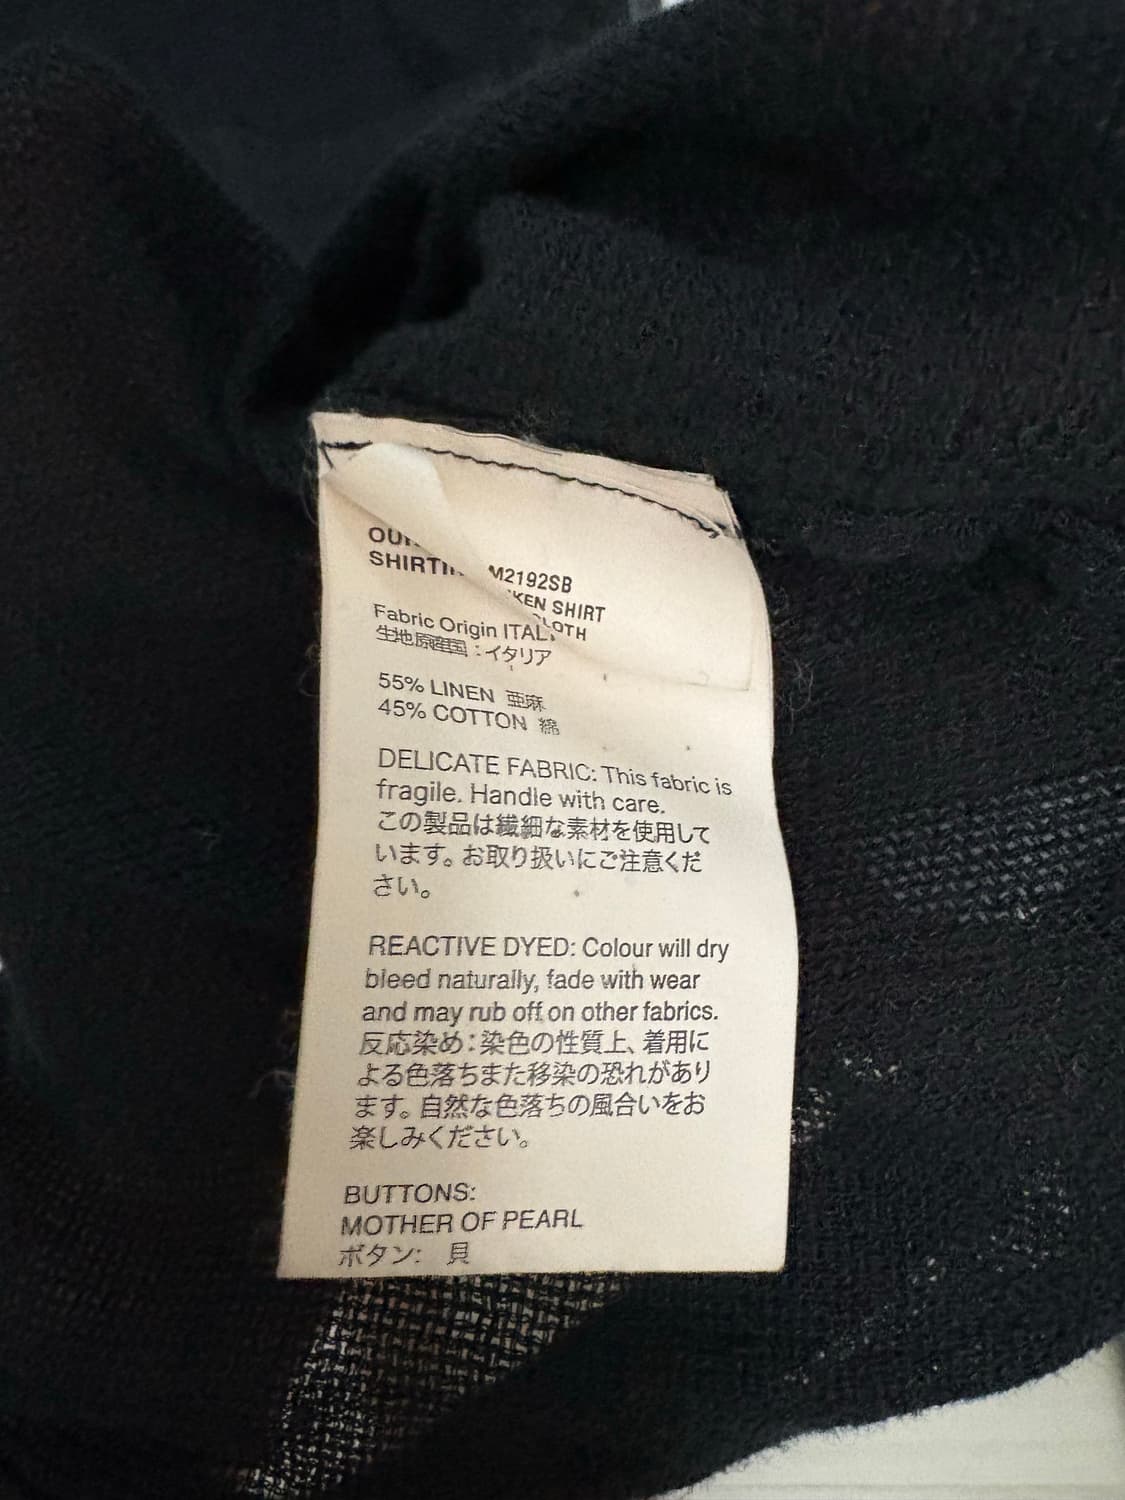 M2192SB
SHIRT
Fabric Origin ITALY
生地原産国：イタリア
55% LINEN 亜麻
45% COTTON 綿
DELICATE FABRIC: This fabric is
fragile. Handle with care.
この製品は繊細な素材を使用して
います。お取り扱いにご注意くだ
さい。
REACTIVE DYED: Colour will dry
bleed naturally, fade with wear
and may rub off on other fabrics.
反応染め：染色の性質上、着用に
よる色落ちまた移染の恐れがあり
ます。自然な色落ちの風合いをお
楽しみください。
BUTTONS:
MOTHER OF PEARL
ボタン: 貝